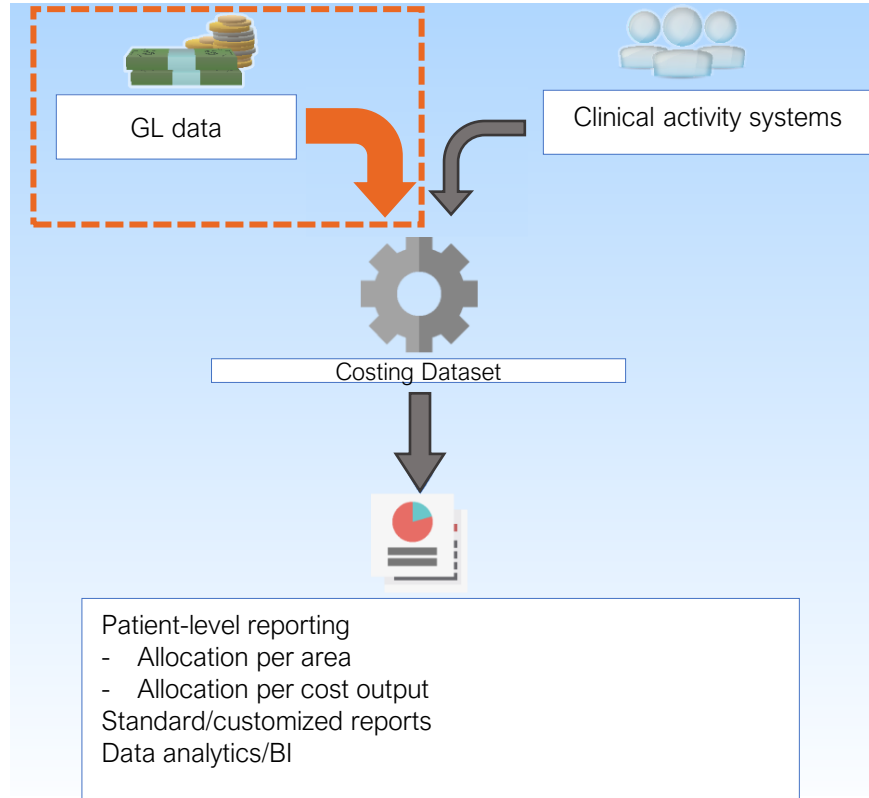 GL data
Clinical activity systems
Costing Dataset
Patient-level reporting
- Allocation per area
- Allocation per cost output
Standard/customized reports
Data analytics/BI